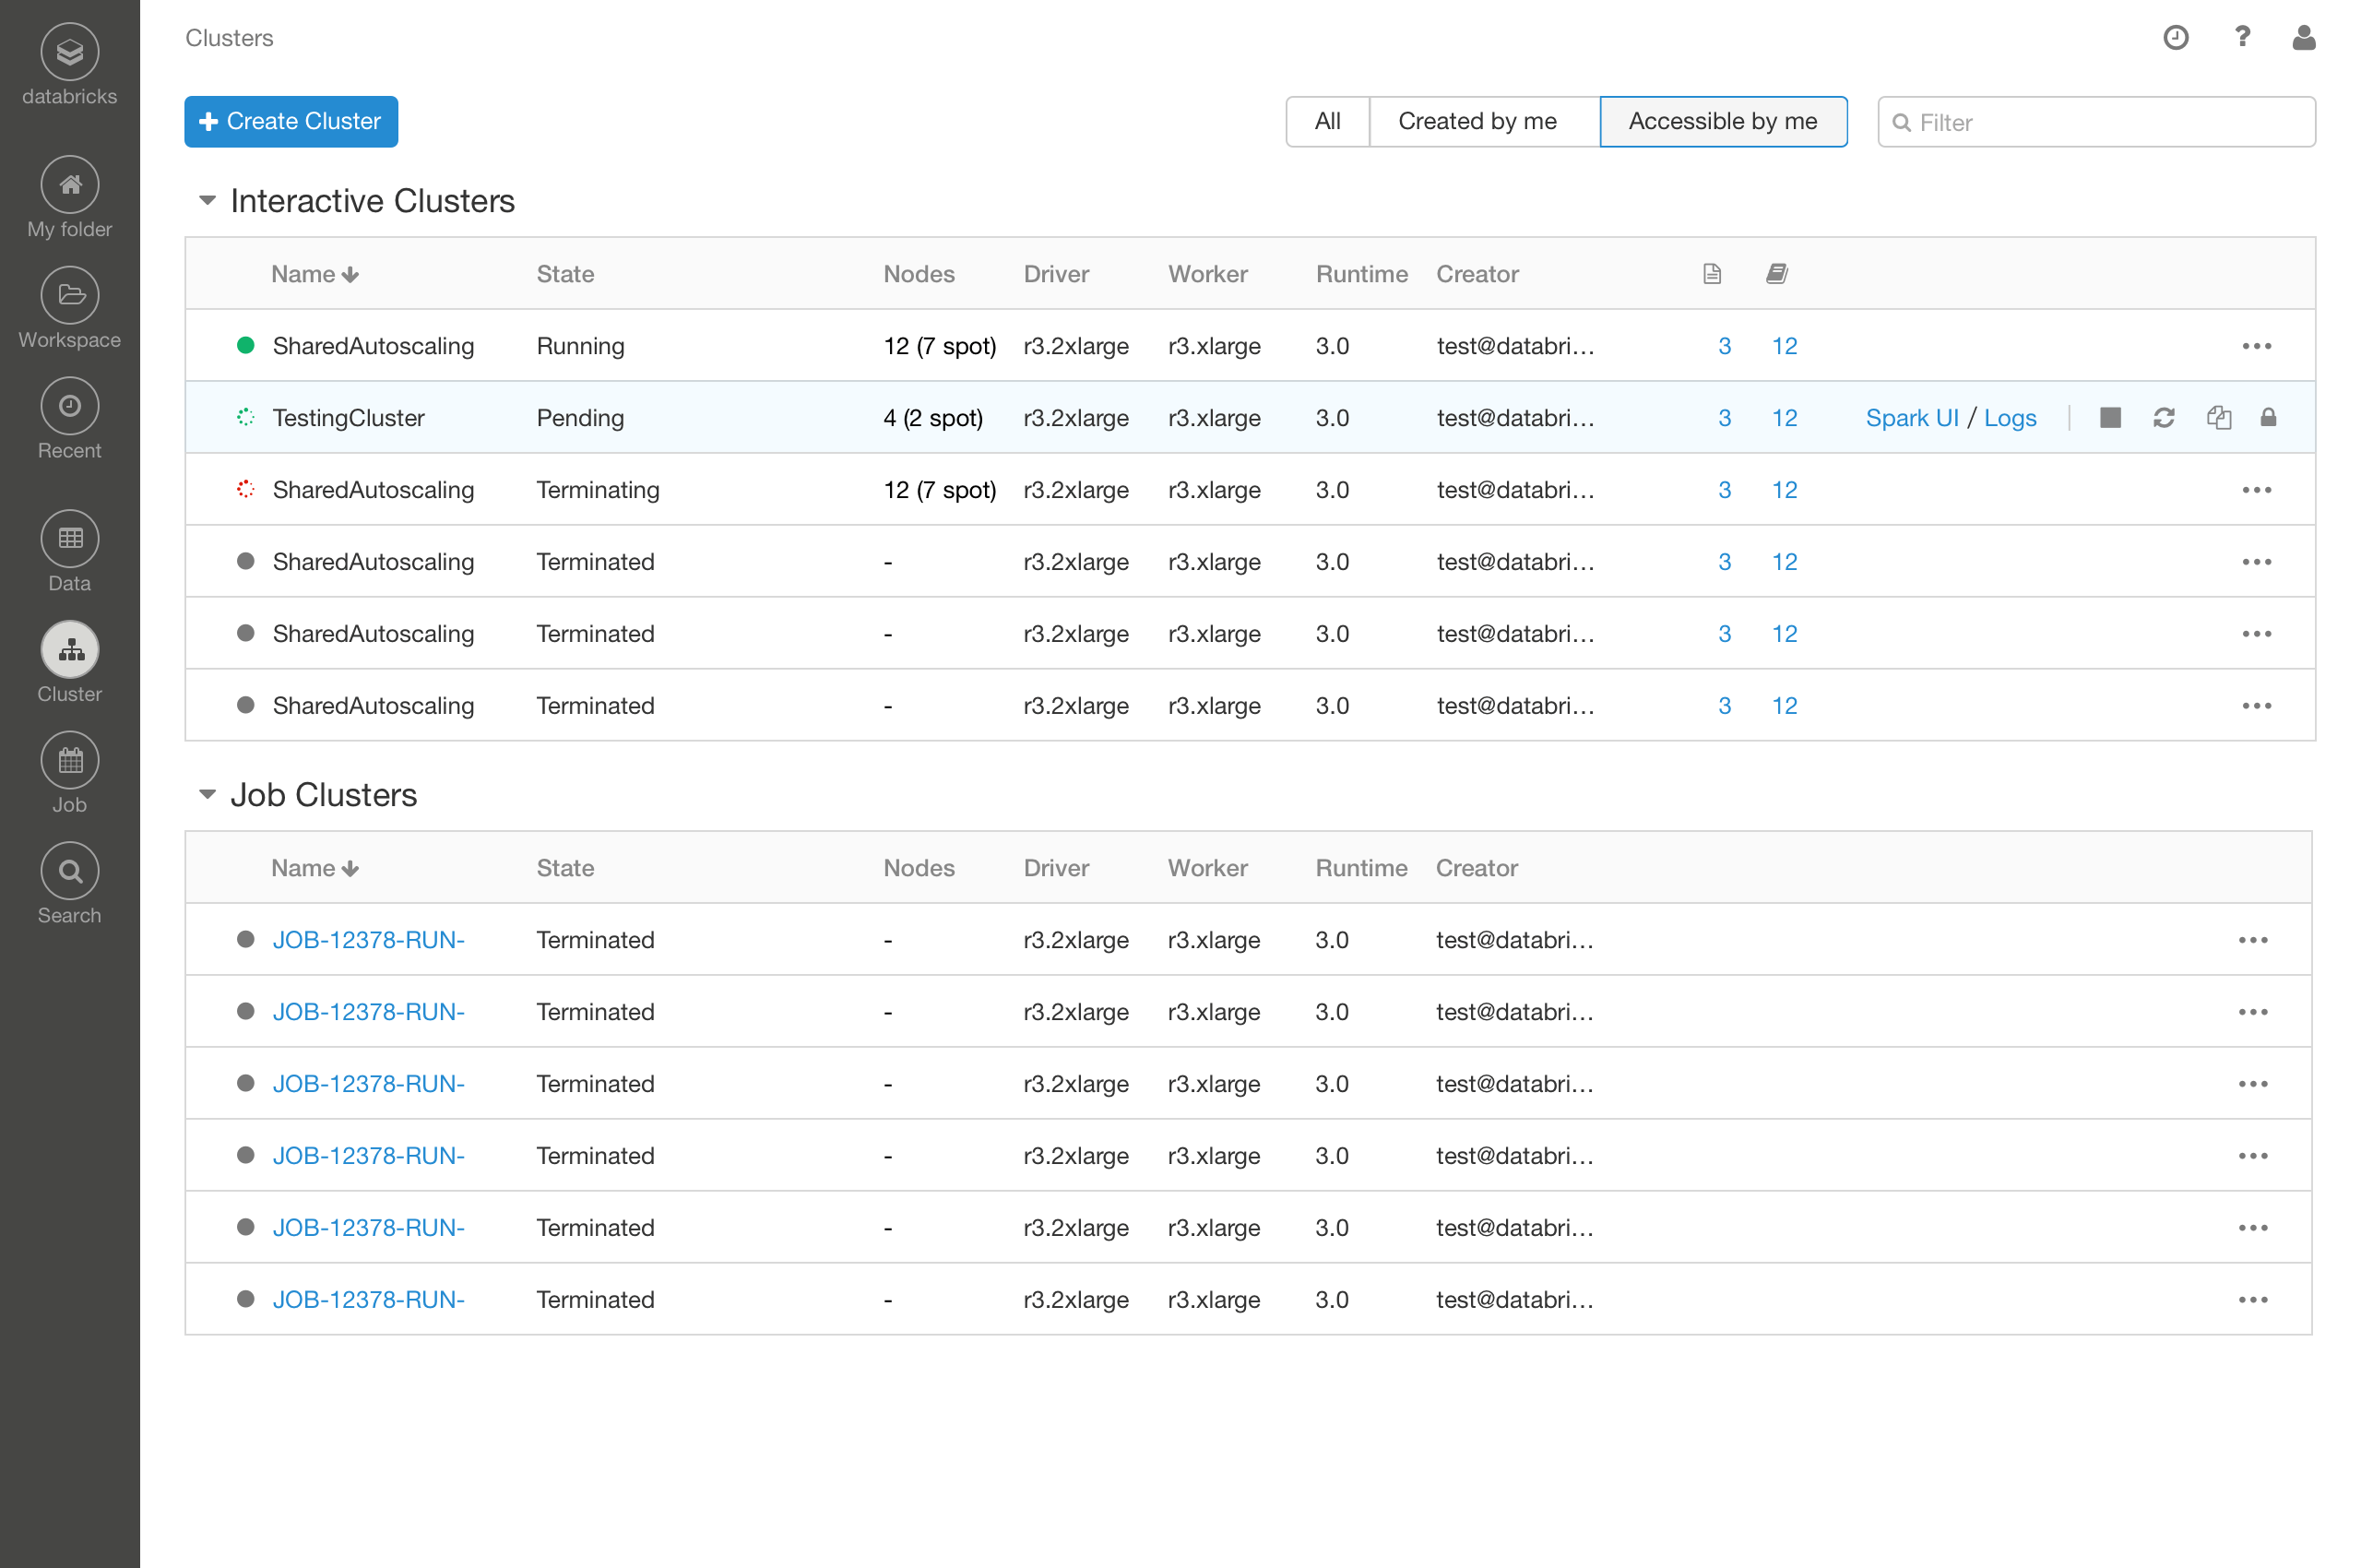 Clusters
databricks
Create Cluster
All
Created by me
Accessible by me
Filter
My folder
Workspace
Recent
Data
Cluster
Job
Search
Interactive Clusters
Name State Nodes Driver Worker Runtime Creator
SharedAutoscaling Running 12 (7 spot) r3.2xlarge r3.xlarge 3.0 test@databri... 3 12
TestingCluster Pending 4 (2 spot) r3.2xlarge r3.xlarge 3.0 test@databri... 3 12 Spark UI / Logs
SharedAutoscaling Terminating 12 (7 spot) r3.2xlarge r3.xlarge 3.0 test@databri... 3 12
SharedAutoscaling Terminated - r3.2xlarge r3.xlarge 3.0 test@databri... 3 12
SharedAutoscaling Terminated - r3.2xlarge r3.xlarge 3.0 test@databri... 3 12
SharedAutoscaling Terminated - r3.2xlarge r3.xlarge 3.0 test@databri... 3 12
Job Clusters
Name State Nodes Driver Worker Runtime Creator
JOB-12378-RUN- Terminated - r3.2xlarge r3.xlarge 3.0 test@databri...
JOB-12378-RUN- Terminated - r3.2xlarge r3.xlarge 3.0 test@databri...
JOB-12378-RUN- Terminated - r3.2xlarge r3.xlarge 3.0 test@databri...
JOB-12378-RUN- Terminated - r3.2xlarge r3.xlarge 3.0 test@databri...
JOB-12378-RUN- Terminated - r3.2xlarge r3.xlarge 3.0 test@databri...
JOB-12378-RUN- Terminated - r3.2xlarge r3.xlarge 3.0 test@databri...